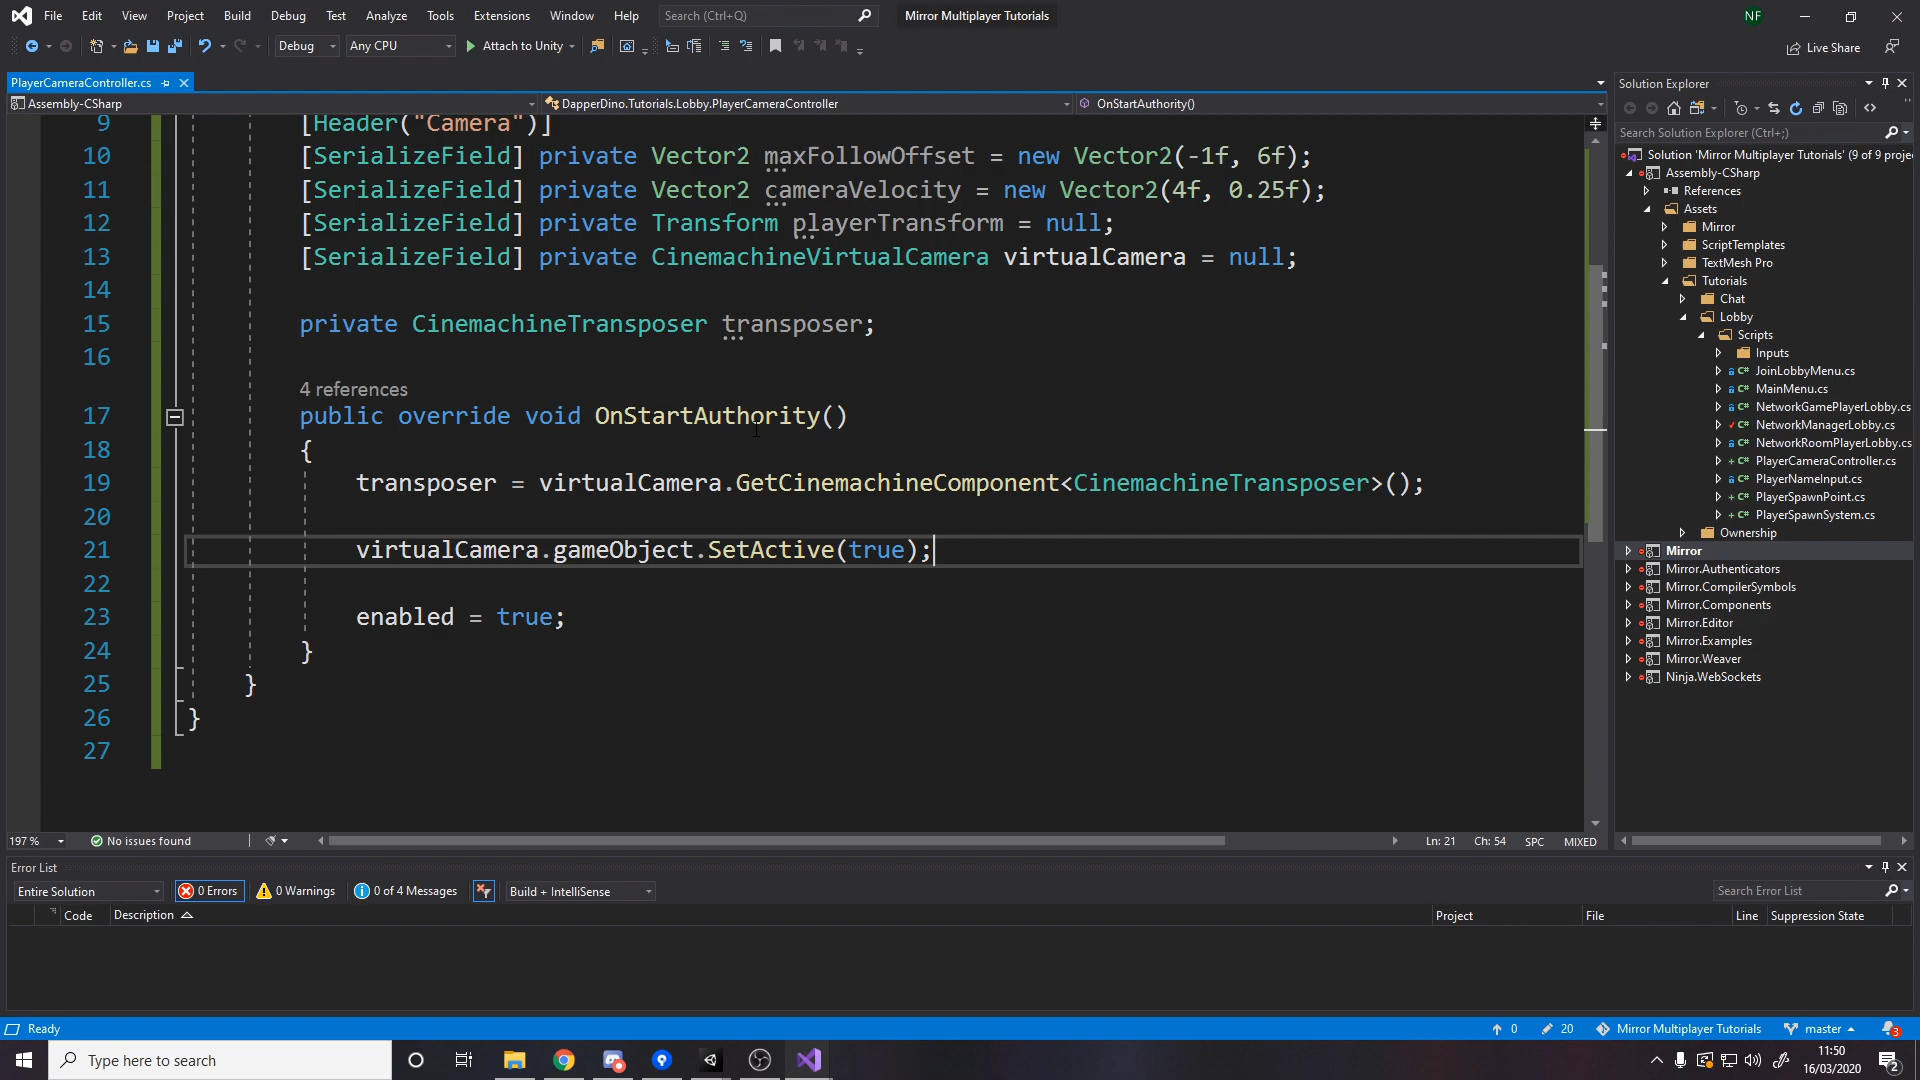 File Edit View Project Build Debug Test Analyze Tools Extensions Window Help Search (Ctrl+Q) Mirror Multiplayer Tutorials NF
Debug Any CPU Attach to Unity Live Share
PlayerCameraController.cs
Assembly-CSharp DapperDino.Tutorials.Lobby.PlayerCameraController OnStartAuthority()
9 [Header("Camera")]
10 [SerializeField] private Vector2 maxFollowOffset = new Vector2(-1f, 6f);
11 [SerializeField] private Vector2 cameraVelocity = new Vector2(4f, 0.25f);
12 [SerializeField] private Transform playerTransform = null;
13 [SerializeField] private CinemachineVirtualCamera virtualCamera = null;
14
15 private CinemachineTransposer transposer;
16
4 references
17 public override void OnStartAuthority()
18 {
19 transposer = virtualCamera.GetCinemachineComponent<CinemachineTransposer>();
20
21 virtualCamera.gameObject.SetActive(true);
22
23 enabled = true;
24 }
25 }
26 }
27
197 % No issues found Ln: 21 Ch: 54 SPC MIXED
Solution Explorer
Search Solution Explorer (Ctrl+;)
Solution 'Mirror Multiplayer Tutorials' (9 of 9 proje
Assembly-CSharp
References
Assets
Mirror
ScriptTemplates
TextMesh Pro
Tutorials
Chat
Lobby
Scripts
Inputs
JoinLobbyMenu.cs
MainMenu.cs
NetworkGamePlayerLobby.cs
NetworkManagerLobby.cs
NetworkRoomPlayerLobby.cs
PlayerCameraController.cs
PlayerNameInput.cs
PlayerSpawnPoint.cs
PlayerSpawnSystem.cs
Ownership
Mirror
Mirror.Authenticators
Mirror.CompilerSymbols
Mirror.Components
Mirror.Editor
Mirror.Examples
Mirror.Weaver
Ninja.WebSockets
Error List
Entire Solution 0 Errors 0 Warnings 0 of 4 Messages Build + IntelliSense Search Error List
Code Description Project File Line Suppression State
Ready 0 20 Mirror Multiplayer Tutorials master 3
Type here to search 11:50
16/03/2020 2